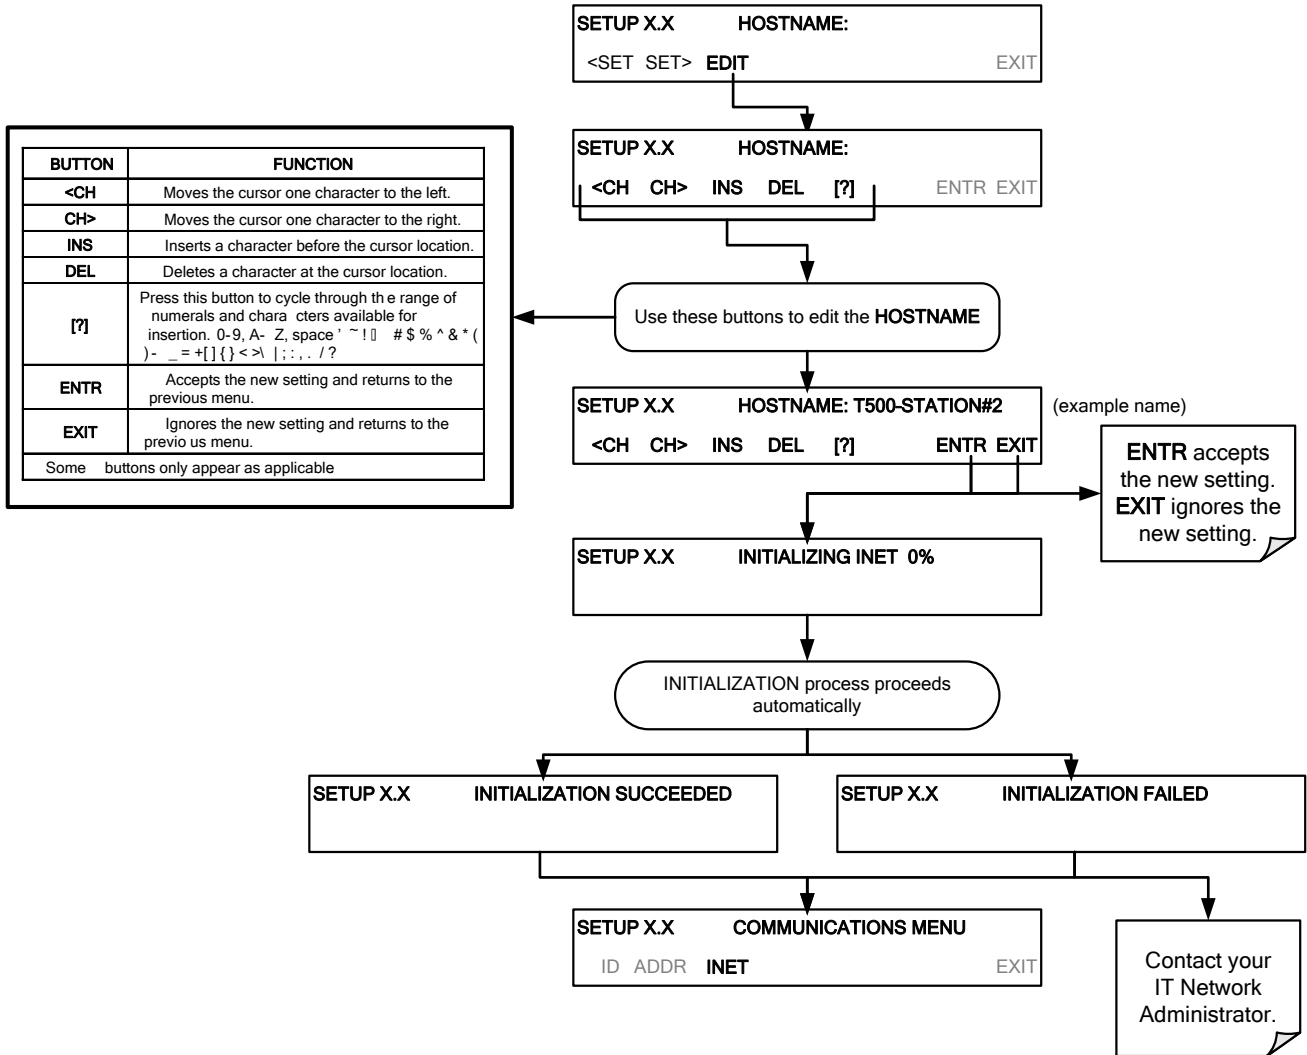 SETUP X.X HOSTNAME:
<SET SET> EDIT EXIT
SETUP X.X HOSTNAME:
<CH CH> INS DEL [?] ENTR EXIT
BUTTON FUNCTION
<CH Moves the cursor one character to the left.
CH> Moves the cursor one character to the right.
INS Inserts a character before the cursor location.
DEL Deletes a character at the cursor location.
[?] Press this button to cycle through th e range of
numerals and chara cters available for
insertion. 0-9, A- Z, space ' ~ ! ▯ # $ % ^ & * (
) - _ = +[ ] { } < >\ | ; : , . / ?
ENTR Accepts the new setting and returns to the
previous menu.
EXIT Ignores the new setting and returns to the
previo us menu.
Some buttons only appear as applicable
Use these buttons to edit the HOSTNAME
SETUP X.X HOSTNAME: T500-STATION#2
(example name)
<CH CH> INS DEL [?] ENTR EXIT
ENTR accepts
the new setting.
EXIT ignores the
new setting.
SETUP X.X INITIALIZING INET 0%
INITIALIZATION process proceeds
automatically
SETUP X.X INITIALIZATION SUCCEEDED
SETUP X.X INITIALIZATION FAILED
SETUP X.X COMMUNICATIONS MENU
ID ADDR INET EXIT
Contact your
IT Network
Administrator.